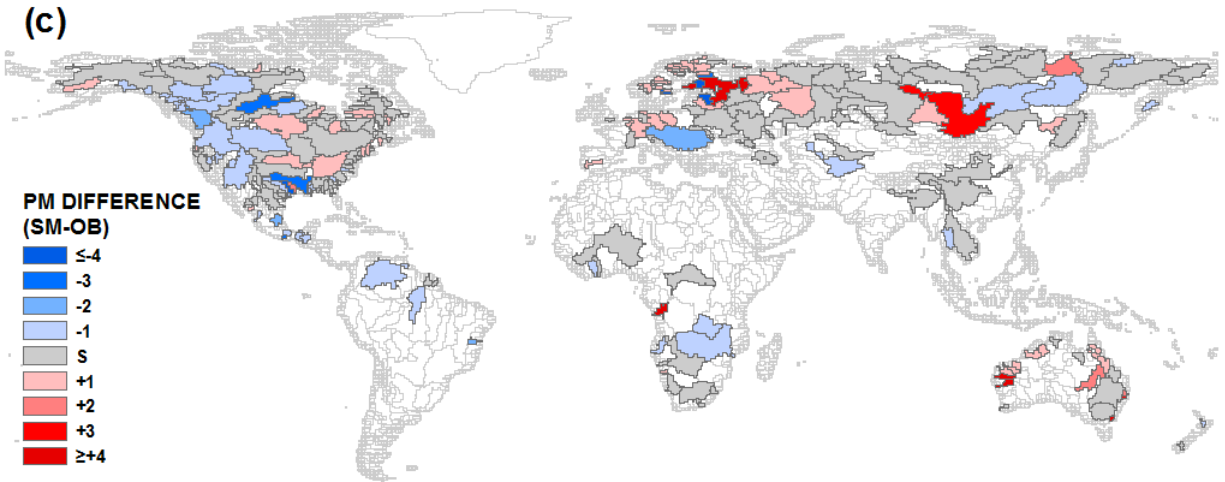 (c)
PM DIFFERENCE
(SM-OB)
≤-4
-3
-2
-1
S
+1
+2
+3
≥+4